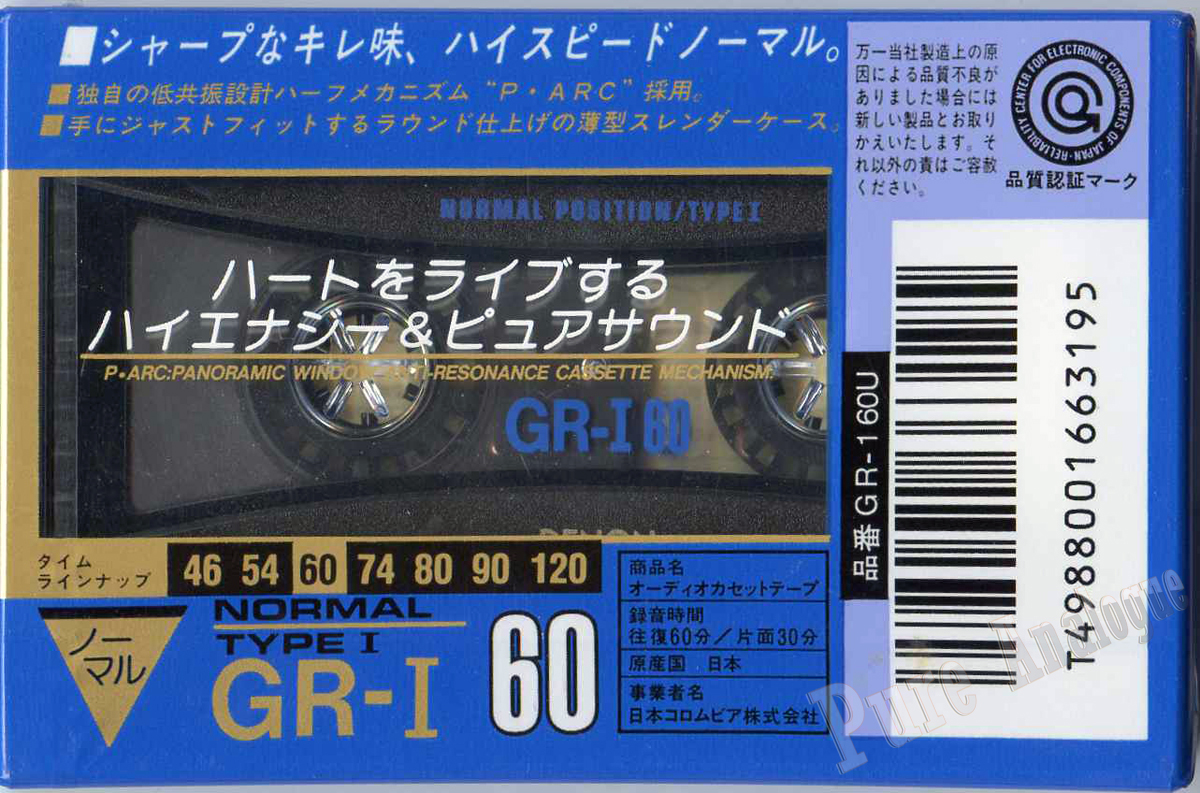 ■シャープなキレ味、ハイスピードノーマル。
■独自の低共振設計ハーフメカニズム“P・ARC”採用。
■手にジャストフィットするラウンド仕上げの薄型スレンダーケース。
万一当社製造上の原
因による品質不良が
ありました場合には
新しい製品とお取り
かえいたします。そ
れ以外の責はご容赦
ください。
RELIABILITY CENTER FOR ELECTRONIC COMPONENTS OF JAPAN
品質認証マーク
NORMAL POSITION/TYPE I
ハートをライブする
ハイエナジー&ピュアサウンド
P•ARC:PANORAMIC WINDOW ANTI-RESONANCE CASSETTE MECHANISM.
GR-I 60
DENON
品番GR-160U
T4988001663195
タイム
ラインナップ
46 54 60 74 80 90 120
ノー
マル
NORMAL
TYPE I
GR-I 60
商品名
オーディオカセットテープ
録音時間
往復60分/片面30分
原産国 日本
事業者名
日本コロムビア株式会社
Pure Analogue